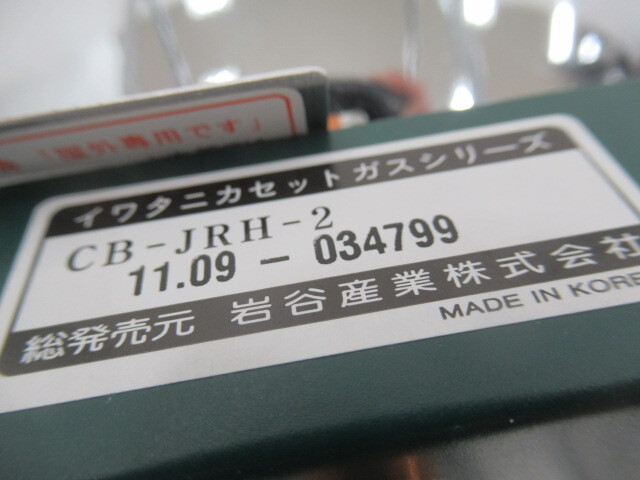 「屋外専用です」
イワタニカセットガスシリーズ
CB-JRH-2
11.09 - 034799
総発売元 岩谷産業株式会社
MADE IN KORE